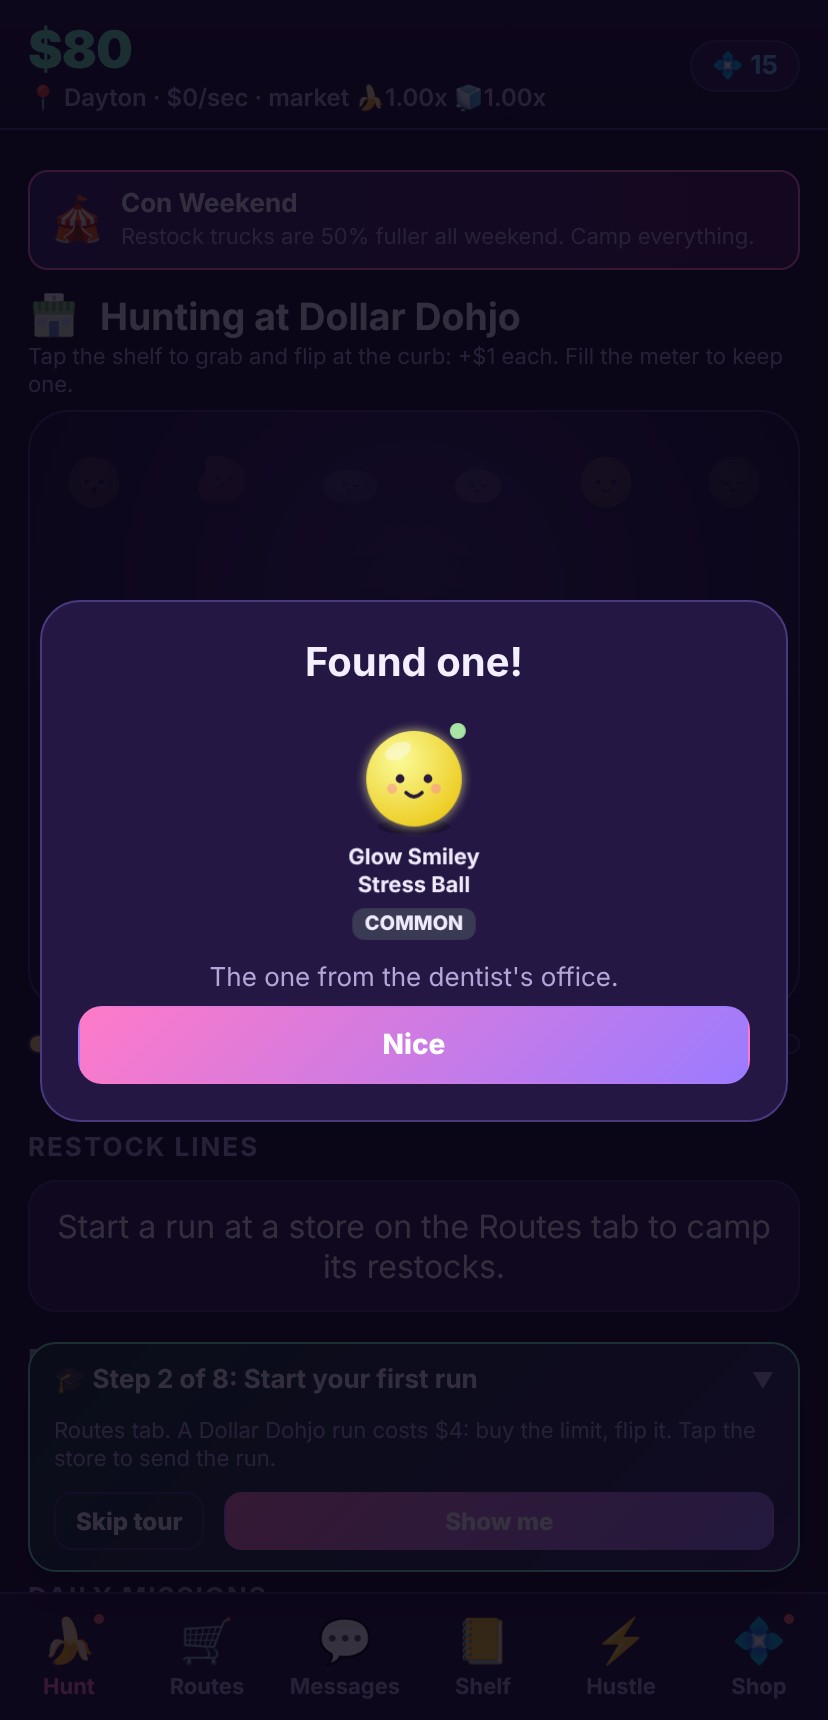 $80
📍 Dayton · $0/sec · market 🍌1.00x 🧊1.00x
💠 15
Con Weekend
Restock trucks are 50% fuller all weekend. Camp everything.
Hunting at Dollar Dohjo
Tap the shelf to grab and flip at the curb: +$1 each. Fill the meter to keep
one.
Found one!
Glow Smiley
Stress Ball
COMMON
The one from the dentist's office.
Nice
RESTOCK LINES
Start a run at a store on the Routes tab to camp
its restocks.
🎓 Step 2 of 8: Start your first run ▼
Routes tab. A Dollar Dohjo run costs $4: buy the limit, flip it. Tap the
store to send the run.
Skip tour
Show me
DAILY MISSIONS
Hunt
Routes
Messages
Shelf
Hustle
Shop